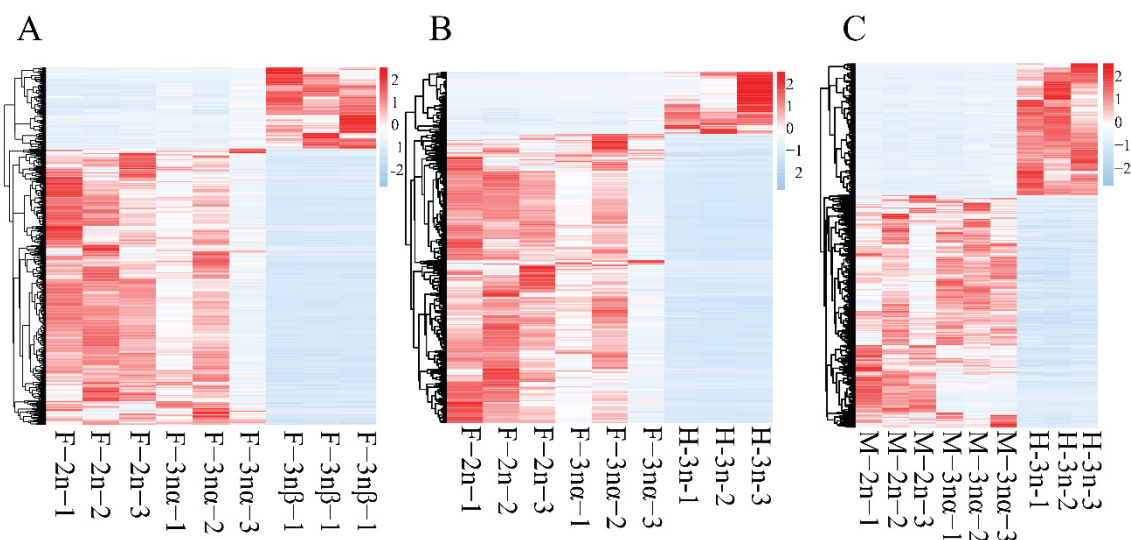 A
B
C
2
1
0
-1
-2
2
1
0
−1
2
2
1
0
−1
−2
F−2n−1
F−2n−2
F−2n−3
F−3nα−1
F−3nα−2
F−3nα−3
F−3nβ−1
F−3nβ−1
F−3nβ−1
F−2n−1
F−2n−2
F−2n−3
F−3nα−1
F−3nα−2
F−3nα−3
H-3n-1
H-3n-2
H-3n-3
M−2n−1
M−2n−2
M−2n−3
M−3nα−1
M−3nα−2
M−3nα−3
H-3n-1
H-3n-2
H-3n-3